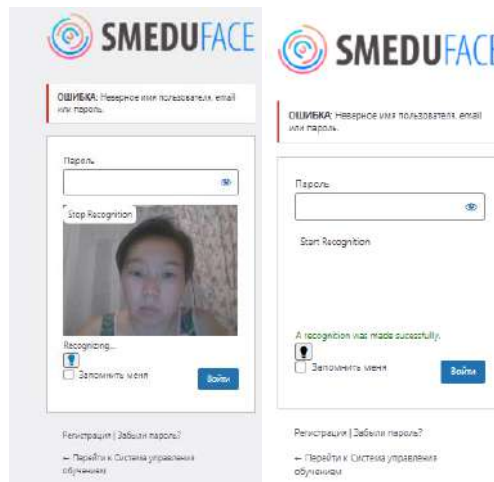 SMEDUFACE
ОШИБКА: Неверное имя пользователя, email
или пароль.
Пароль
Stop Recognition
Recognizing...
Запомнить меня
Войти
Регистрация | Забыли пароль?
← Перейти к Система управления
обучением
SMEDUFACE
ОШИБКА: Неверное имя пользователя, email
или пароль.
Пароль
Start Recognition
A recognition was made sucessfully.
Запомнить меня
Войти
Регистрация | Забыли пароль?
← Перейти к Система управления
обучением